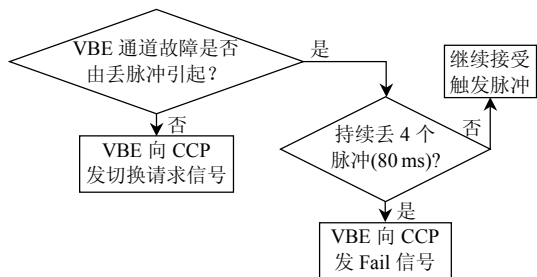 VBE 通道故障是否
由丢脉冲引起?
是
继续接受
触发脉冲
否
否
VBE 向 CCP
发切换请求信号
持续丢 4 个
脉冲(80 ms)?
是
VBE 向 CCP
发 Fail 信号